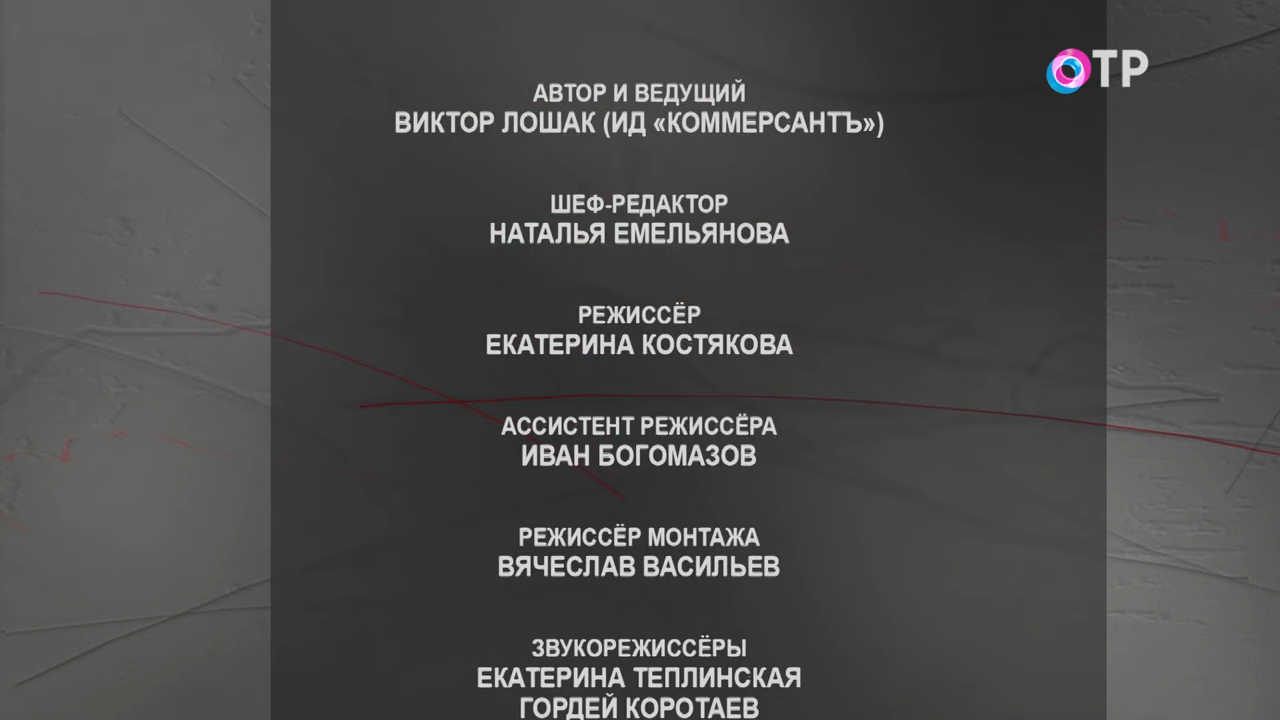 ОТР
АВТОР И ВЕДУЩИЙ
ВИКТОР ЛОШАК (ИД «КОММЕРСАНТЪ»)
ШЕФ-РЕДАКТОР
НАТАЛЬЯ ЕМЕЛЬЯНОВА
РЕЖИССЁР
ЕКАТЕРИНА КОСТЯКОВА
АССИСТЕНТ РЕЖИССЁРА
ИВАН БОГОМАЗОВ
РЕЖИССЁР МОНТАЖА
ВЯЧЕСЛАВ ВАСИЛЬЕВ
ЗВУКОРЕЖИССЁРЫ
ЕКАТЕРИНА ТЕПЛИНСКАЯ
ГОРДЕЙ КОРОТАЕВ